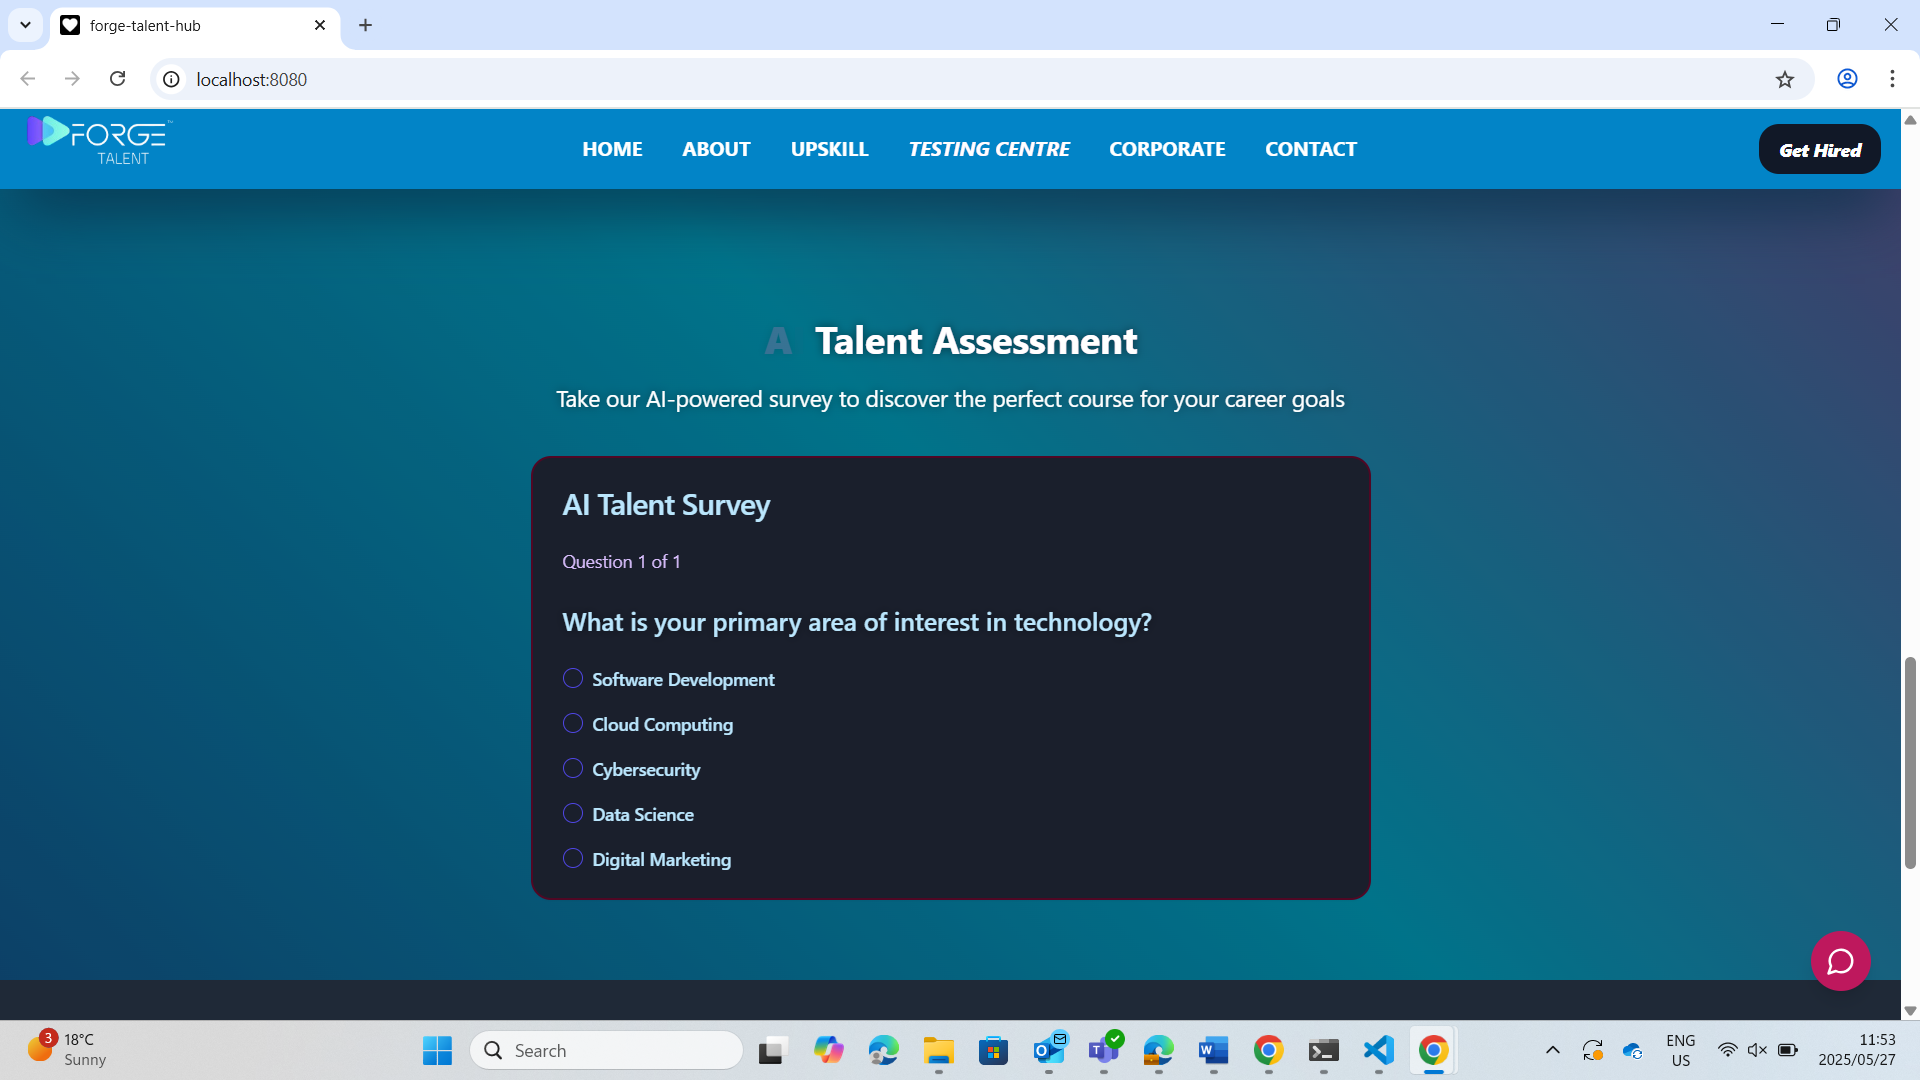 forge-talent-hub
localhost:8080
FORGE™
TALENT
HOME ABOUT UPSKILL TESTING CENTRE CORPORATE CONTACT
Get Hired
A Talent Assessment
Take our AI-powered survey to discover the perfect course for your career goals
AI Talent Survey
Question 1 of 1
What is your primary area of interest in technology?
Software Development
Cloud Computing
Cybersecurity
Data Science
Digital Marketing
3
18°C
Sunny
Search
ENG
US
11:53
2025/05/27